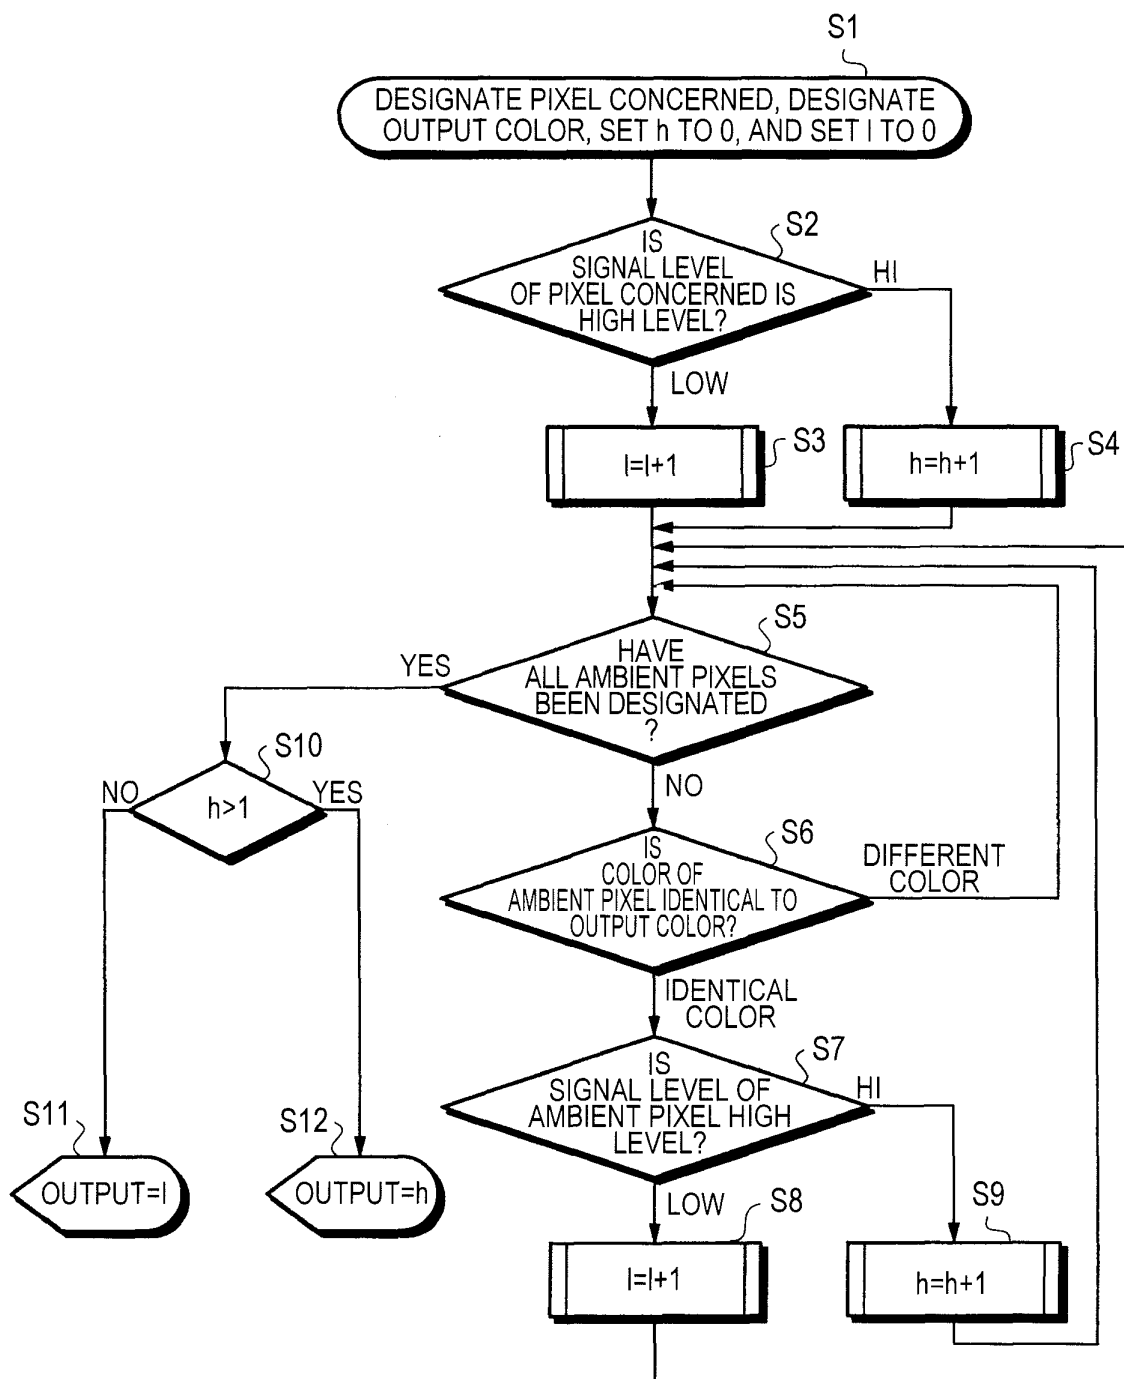 S1
DESIGNATE PIXEL CONCERNED, DESIGNATE
OUTPUT COLOR, SET h TO 0, AND SET l TO 0
S2
IS
SIGNAL LEVEL
OF PIXEL CONCERNED IS
HIGH LEVEL?
HI
LOW
S3
l=l+1
S4
h=h+1
S5
HAVE
ALL AMBIENT PIXELS
BEEN DESIGNATED
?
YES
NO
S10
h>1
NO
YES
S6
IS
COLOR OF
AMBIENT PIXEL IDENTICAL TO
OUTPUT COLOR?
DIFFERENT
COLOR
IDENTICAL
COLOR
S7
IS
SIGNAL LEVEL OF
AMBIENT PIXEL HIGH
LEVEL?
HI
LOW
S11
OUTPUT=l
S12
OUTPUT=h
S8
l=l+1
S9
h=h+1